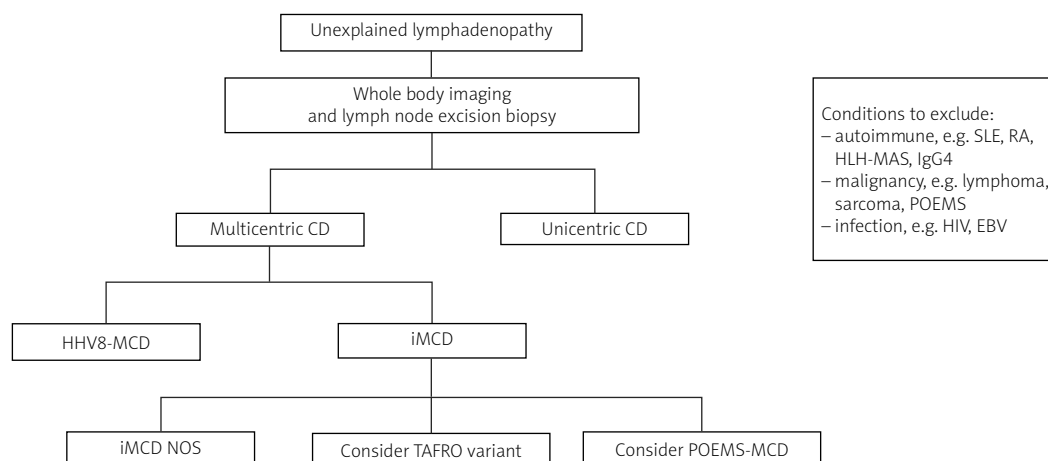 Unexplained lymphadenopathy
Whole body imaging
and lymph node excision biopsy
Conditions to exclude:
– autoimmune, e.g. SLE, RA,
HLH-MAS, IgG4
– malignancy, e.g. lymphoma,
sarcoma, POEMS
– infection, e.g. HIV, EBV
Multicentric CD
Unicentric CD
HHV8-MCD
iMCD
iMCD NOS
Consider TAFRO variant
Consider POEMS-MCD